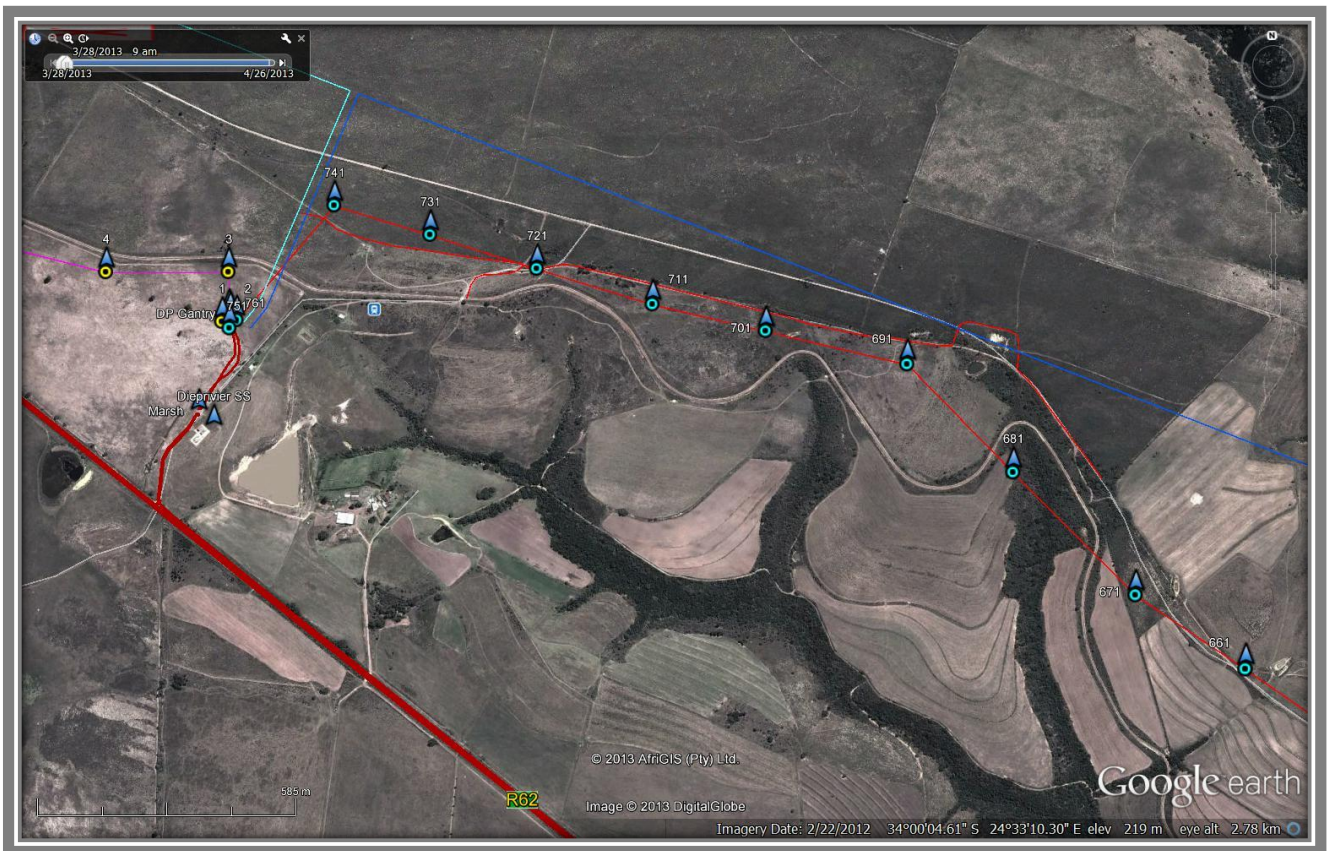 3/28/2013 9 am
3/28/2013 4/26/2013
N
741
731
721
4 3
711
1 2
DP Gantry 751 761
701
691
Dieprivier SS
Marsh
681
671
661
© 2013 AfriGIS (Pty) Ltd.
585 m
R62
Image © 2013 DigitalGlobe
Google earth
Imagery Date: 2/22/2012 34°00'04.61" S 24°33'10.30" E elev 219 m eye alt 2.78 km